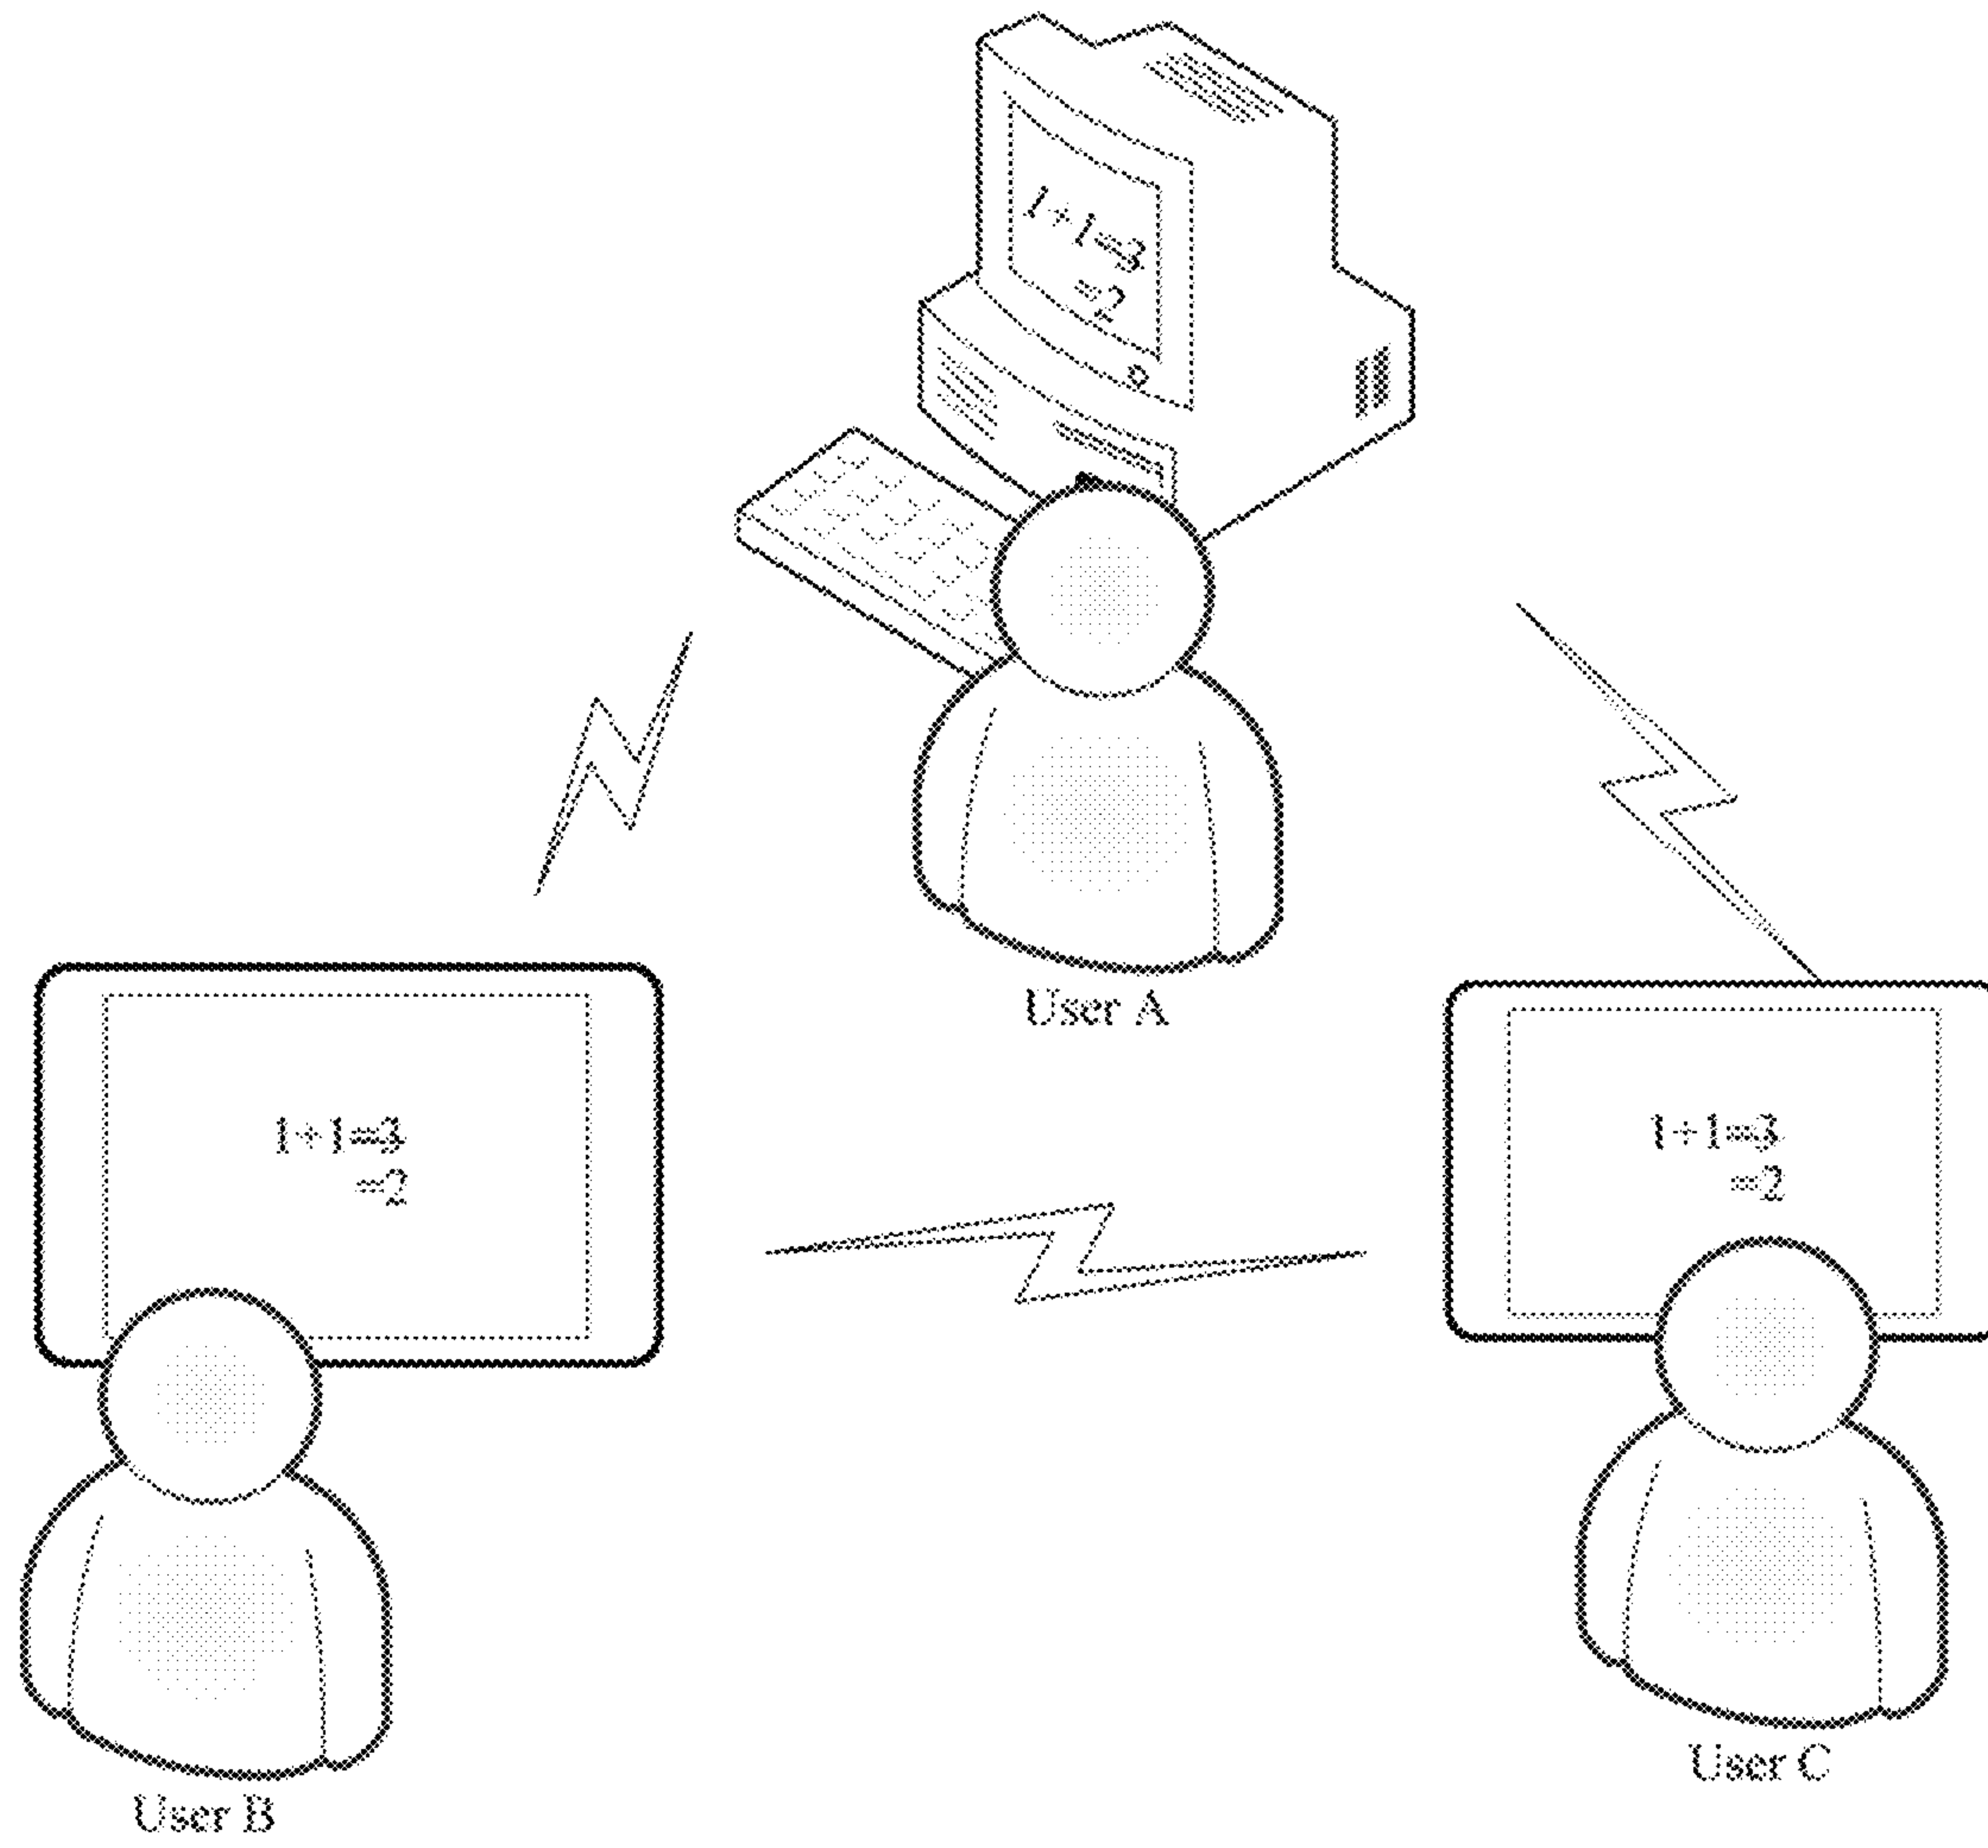 1+1=3
=2
User A
1+1=3
=2
1+1=3
=2
User C
User B